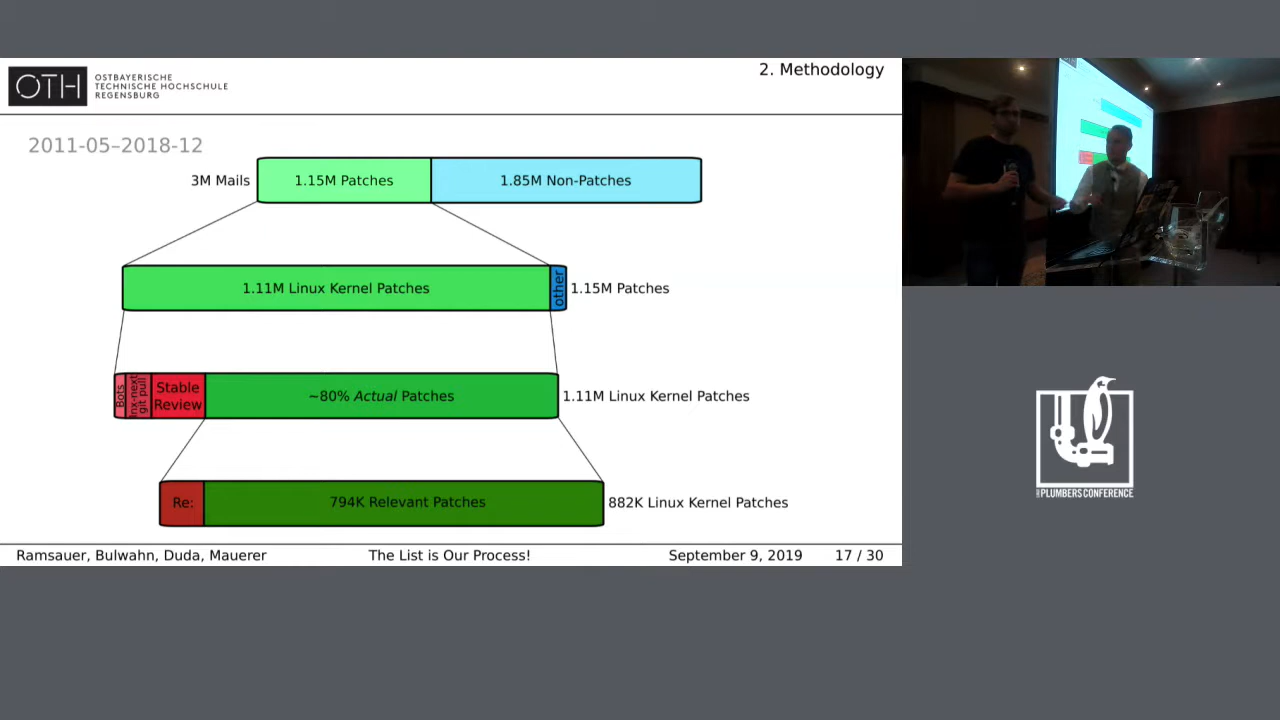 OTH
OSTBAYERISCHE
TECHNISCHE HOCHSCHULE
REGENSBURG
2. Methodology
2011-05–2018-12
3M Mails
1.15M Patches
1.85M Non-Patches
1.11M Linux Kernel Patches
other
1.15M Patches
Bots
lnx-next
git pull
Stable
Review
~80% Actual Patches
1.11M Linux Kernel Patches
Re:
794K Relevant Patches
882K Linux Kernel Patches
Ramsauer, Bulwahn, Duda, Mauerer
The List is Our Process!
September 9, 2019
17 / 30
PLUMBERS CONFERENCE